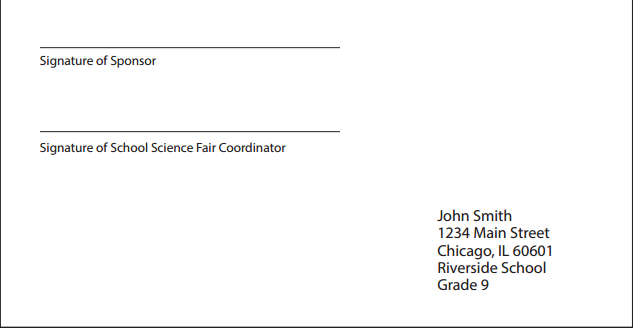 Signature of Sponsor
Signature of School Science Fair Coordinator
John Smith
1234 Main Street
Chicago, IL 60601
Riverside School
Grade 9